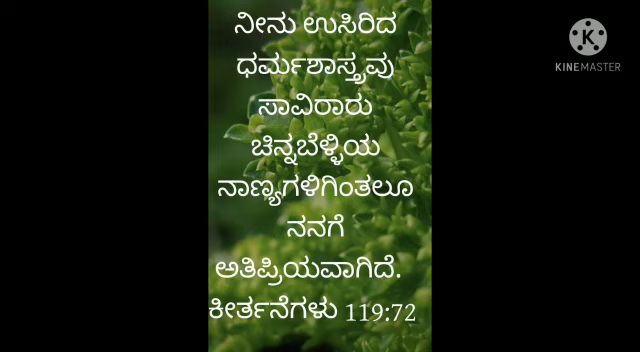 ನೀನು ಉಸಿರಿದ
ಧರ್ಮಶಾಸ್ತ್ರವು
ಸಾವಿರಾರು
ಚಿನ್ನಬೆಳ್ಳಿಯ
ನಾಣ್ಯಗಳಿಗಿಂತಲೂ
ನನಗೆ
ಅತಿಪ್ರಿಯವಾಗಿದೆ.
ಕೀರ್ತನೆಗಳು 119:72
K
KINEMASTER